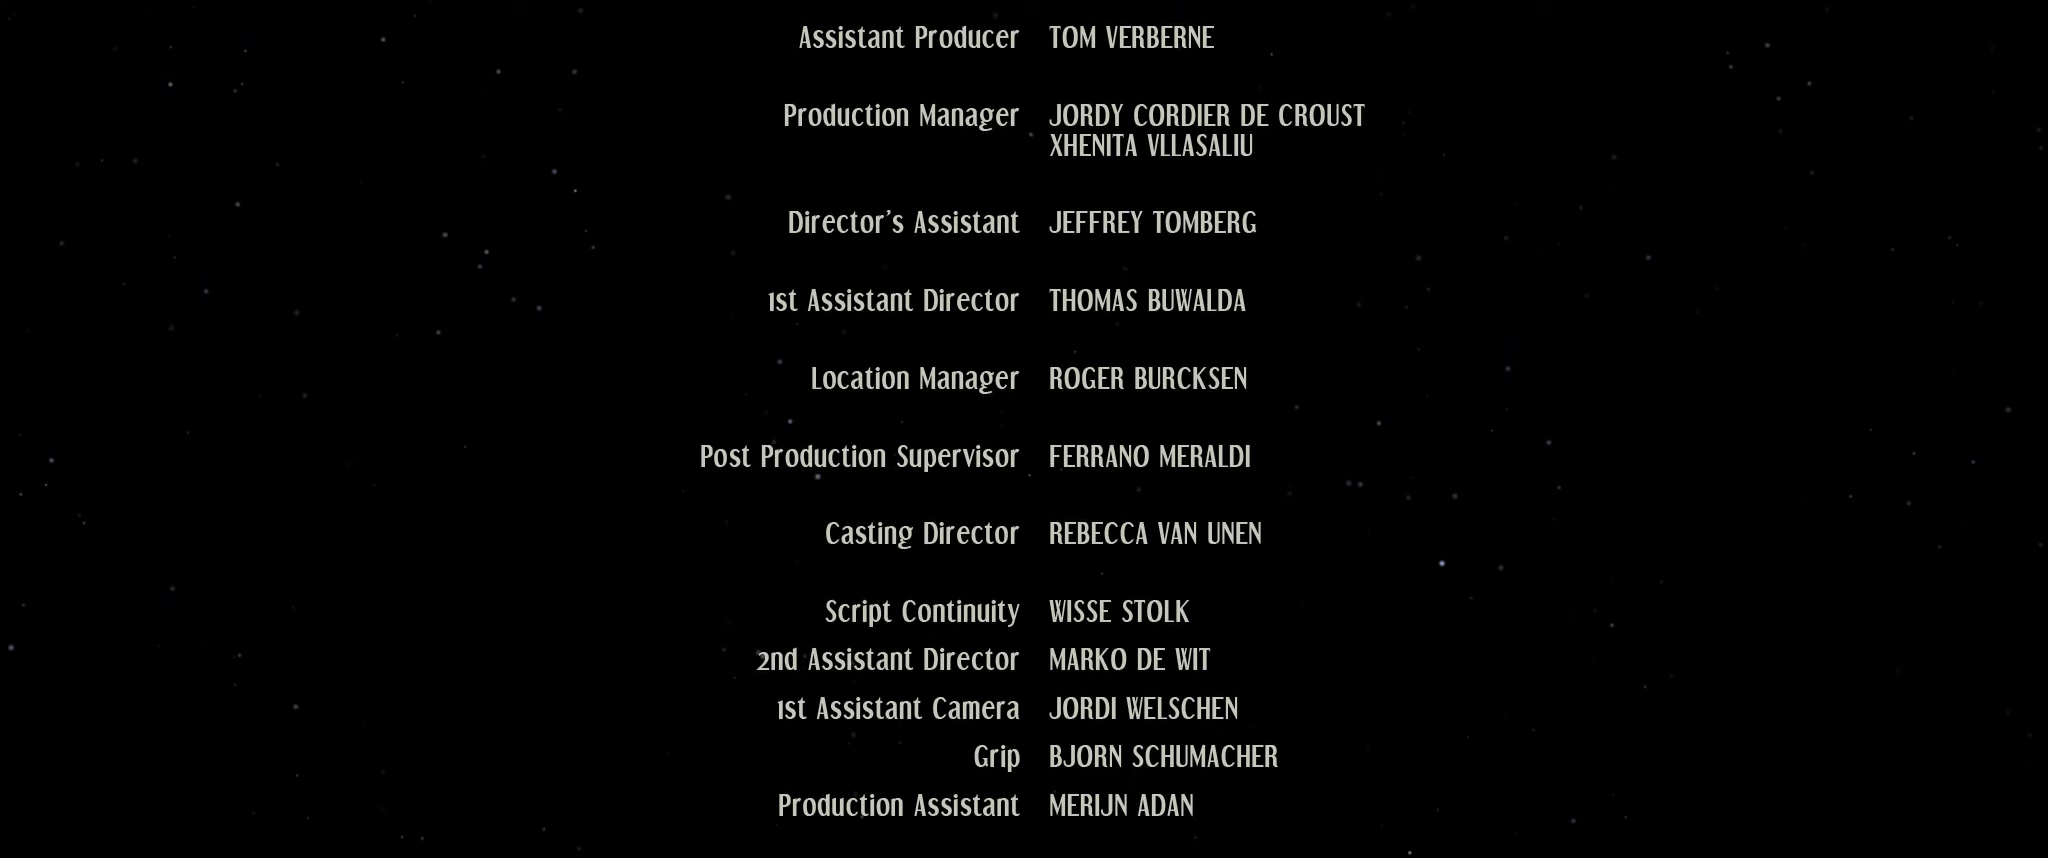 Assistant Producer TOM VERBERNE
Production Manager JORDY CORDIER DE CROUST
XHENITA VLLASALIU
Director's Assistant JEFFREY TOMBERG
1st Assistant Director THOMAS BUWALDA
Location Manager ROGER BURCKSEN
Post Production Supervisor FERRANO MERALDI
Casting Director REBECCA VAN UNEN
Script Continuity WISSE STOLK
2nd Assistant Director MARKO DE WIT
1st Assistant Camera JORDI WELSCHEN
Grip BJORN SCHUMACHER
Production Assistant MERIJN ADAN